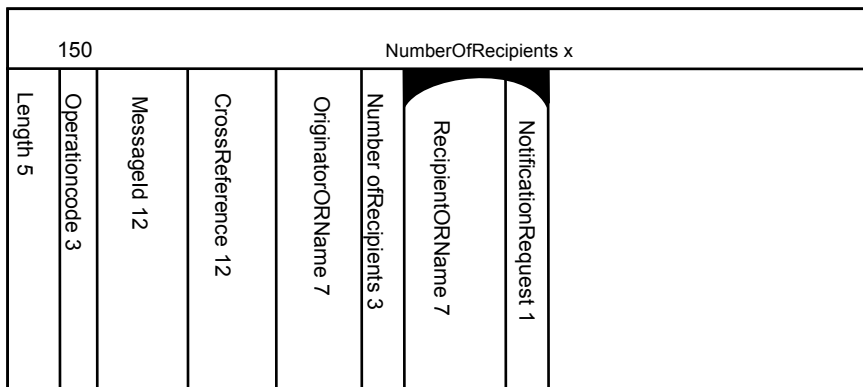 150
NumberOfRecipients x
Length 5
Operationcode 3
MessageId 12
CrossReference 12
OriginatorORName 7
Number ofRecipients 3
RecipientORName 7
NotificationRequest 1